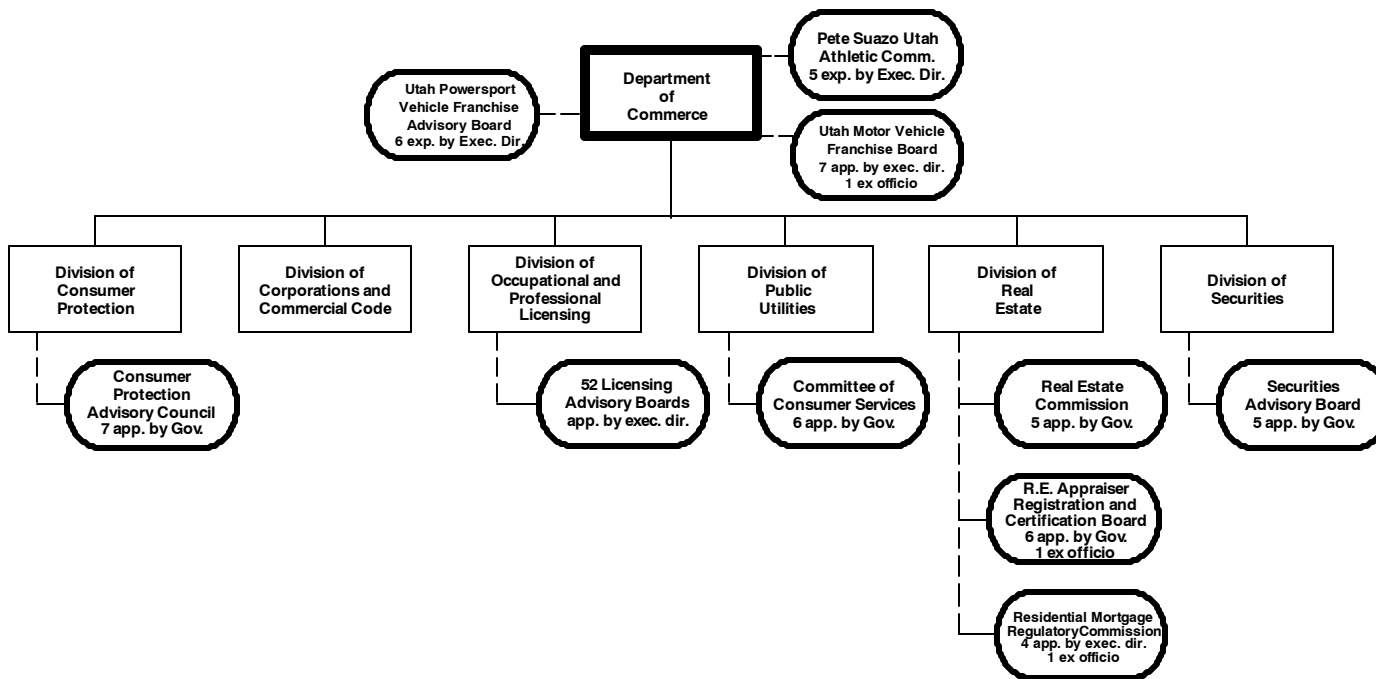 Pete Suazo Utah
Athletic Comm.
5 exp. by Exec. Dir.
Department
of
Commerce
Utah Powersport
Vehicle Franchise
Advisory Board
6 exp. by Exec. Dir.
Utah Motor Vehicle
Franchise Board
7 app. by exec. dir.
1 ex officio
Division of
Consumer
Protection
Division of
Corporations and
Commercial Code
Division of
Occupational and
Professional
Licensing
Division of
Public
Utilities
Division of
Real
Estate
Division of
Securities
Consumer
Protection
Advisory Council
7 app. by Gov.
52 Licensing
Advisory Boards
app. by exec. dir.
Committee of
Consumer Services
6 app. by Gov.
Real Estate
Commission
5 app. by Gov.
Securities
Advisory Board
5 app. by Gov.
R.E. Appraiser
Registration and
Certification Board
6 app. by Gov.
1 ex officio
Residential Mortgage
RegulatoryCommission
4 app. by exec. dir.
1 ex officio